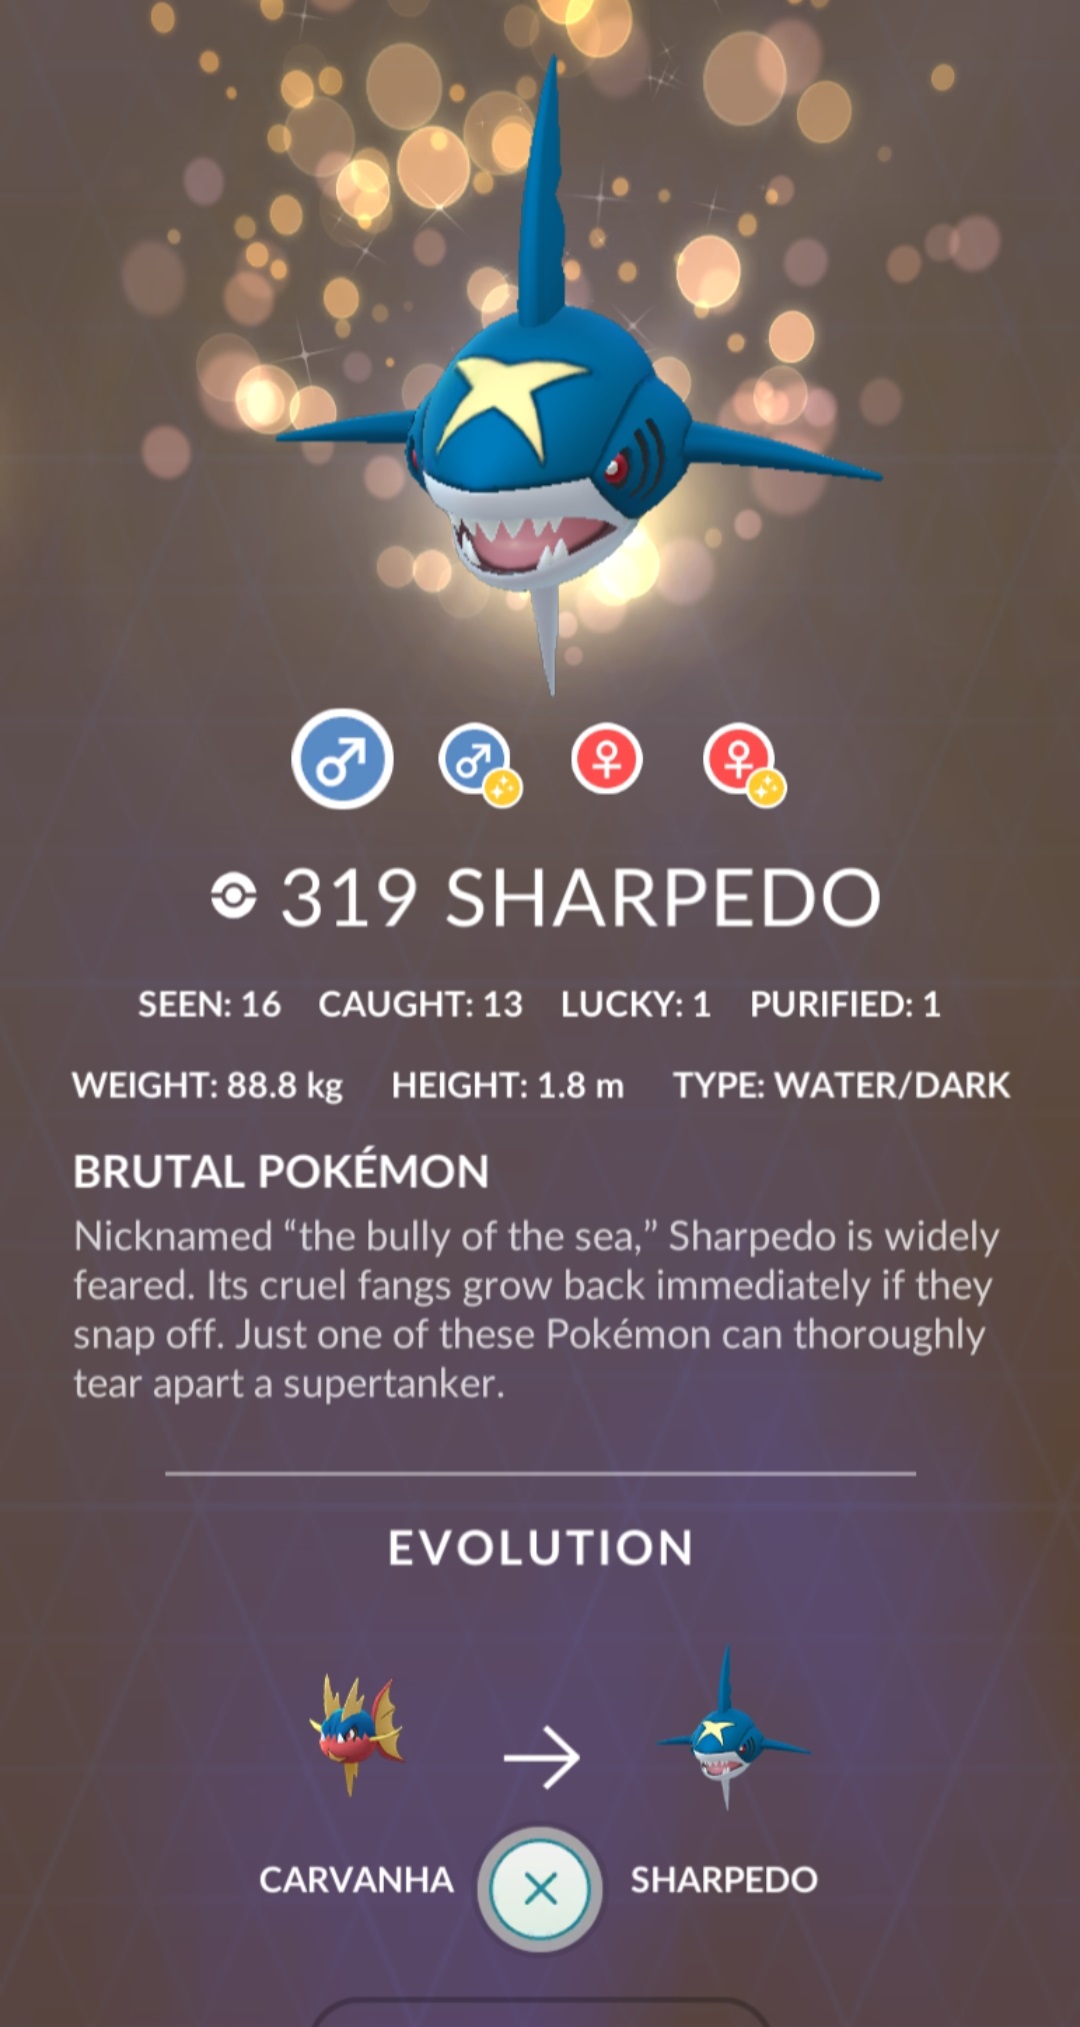 319 SHARPEDO
SEEN: 16 CAUGHT: 13 LUCKY: 1 PURIFIED: 1
WEIGHT: 88.8 kg HEIGHT: 1.8 m TYPE: WATER/DARK
BRUTAL POKÉMON
Nicknamed “the bully of the sea,” Sharpedo is widely
feared. Its cruel fangs grow back immediately if they
snap off. Just one of these Pokémon can thoroughly
tear apart a supertanker.
EVOLUTION
CARVANHA SHARPEDO